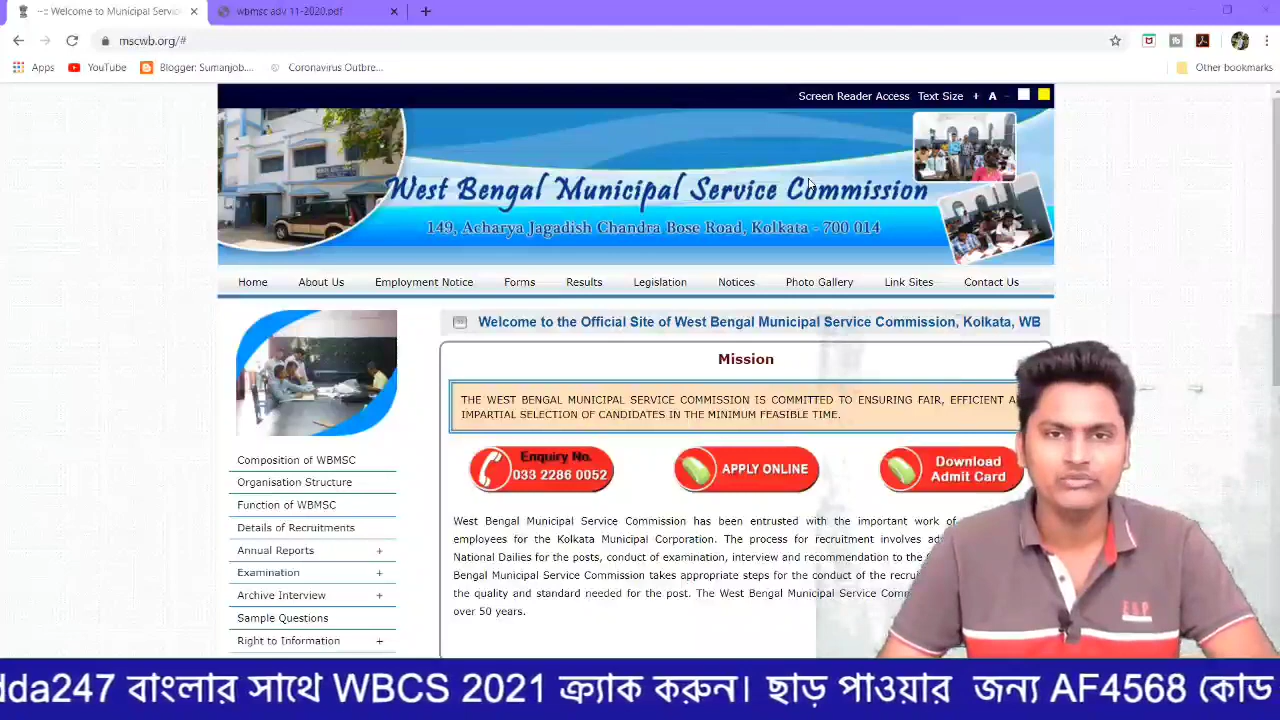 -:: Welcome to Municipal Servic
wbmsc adv 11-2020.pdf
mscwb.org/#
Apps
YouTube
Blogger: Sumanjob....
Coronavirus Outbre...
Other bookmarks
Screen Reader Access Text Size + A -
West Bengal Municipal Service Commission
149, Acharya Jagadish Chandra Bose Road, Kolkata - 700 014
Home About Us Employment Notice Forms Results Legislation Notices Photo Gallery Link Sites Contact Us
Welcome to the Official Site of West Bengal Municipal Service Commission, Kolkata, WB
Mission
THE WEST BENGAL MUNICIPAL SERVICE COMMISSION IS COMMITTED TO ENSURING FAIR, EFFICIENT
IMPARTIAL SELECTION OF CANDIDATES IN THE MINIMUM FEASIBLE TIME.
Enquiry No.
033 2286 0052
APPLY ONLINE
Download
Admit Card
Composition of WBMSC
Organisation Structure
Function of WBMSC
Details of Recruitments
Annual Reports +
Examination +
Archive Interview +
Sample Questions
Right to Information +
West Bengal Municipal Service Commission has been entrusted with the important work of
employees for the Kolkata Municipal Corporation. The process for recruitment involves
National Dailies for the posts, conduct of examination, interview and recommendation to the
Bengal Municipal Service Commission takes appropriate steps for the conduct of the
the quality and standard needed for the post. The West Bengal Municipal Service
over 50 years.
EEP
dda247 বাংলার সাথে WBCS 2021 ক্র্যাক করুন। ছাড় পাওয়ার জন্য AF4568 কোড